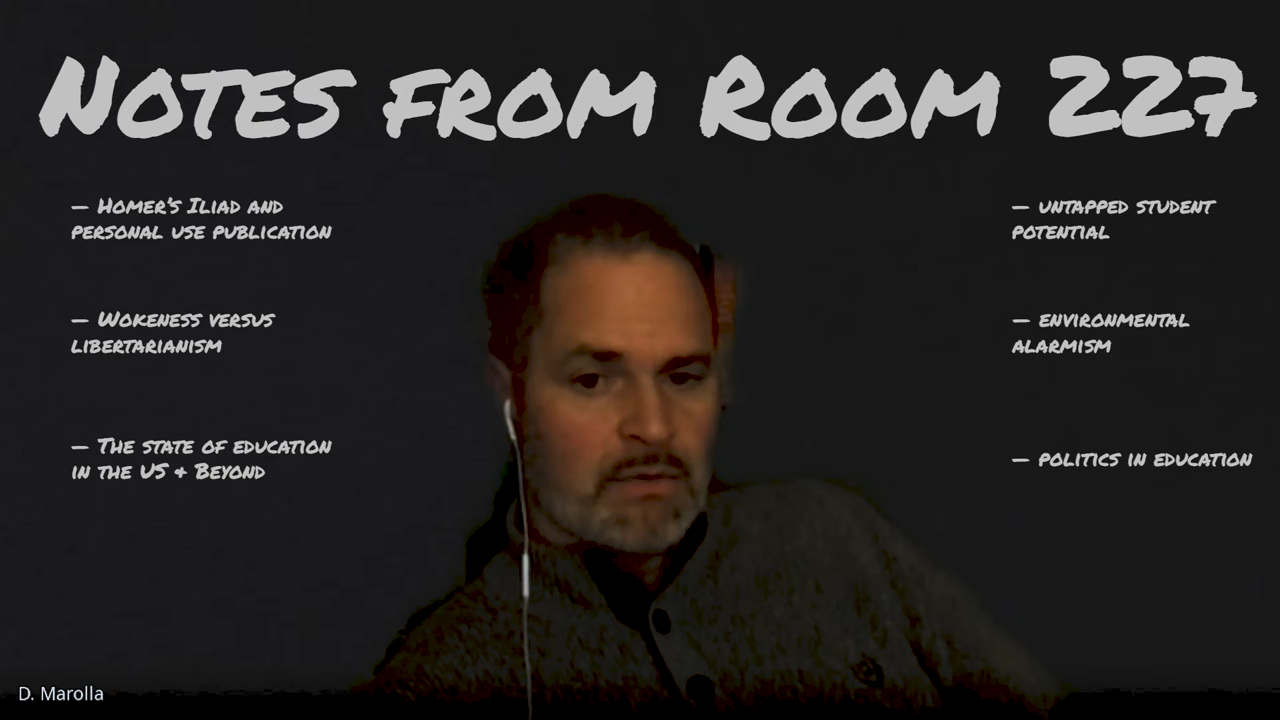 Notes from Room 227
– Homer's Iliad and
personal use publication
– Wokeness versus
libertarianism
– The state of education
in the US & Beyond
– untapped student
potential
– environmental
alarmism
– politics in education
D. Marolla